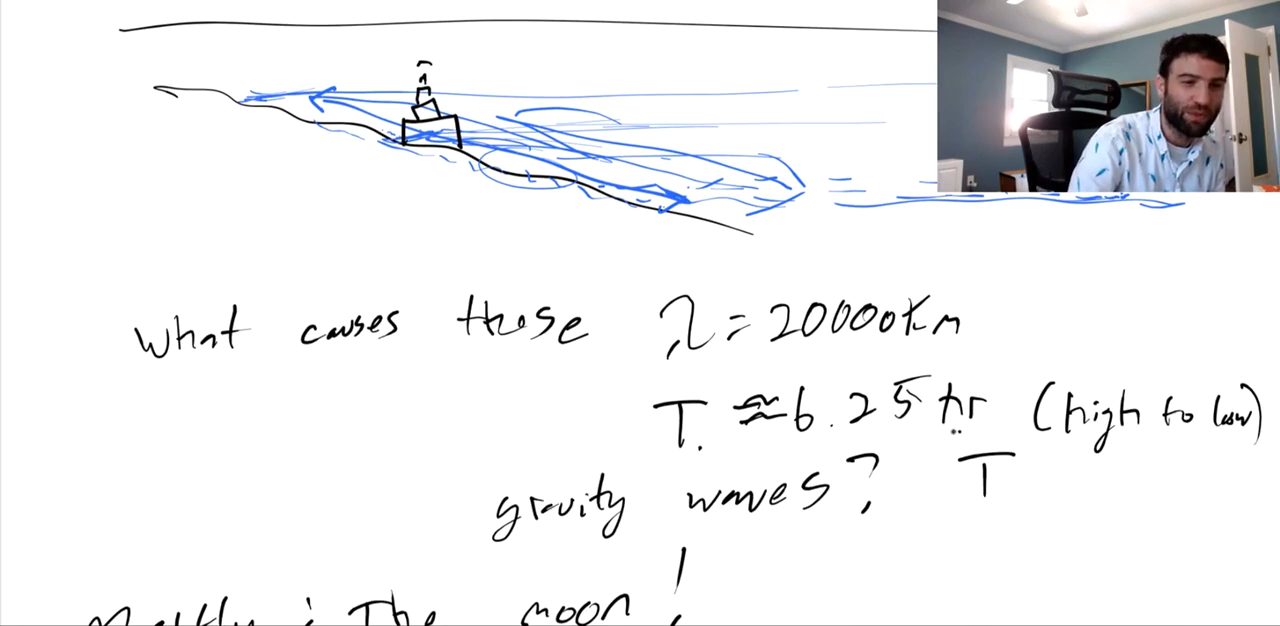 What causes these λ = 20000 km
T. ≈ 6.25 hr (high to low)
gravity waves? T
Mostly: The moon!